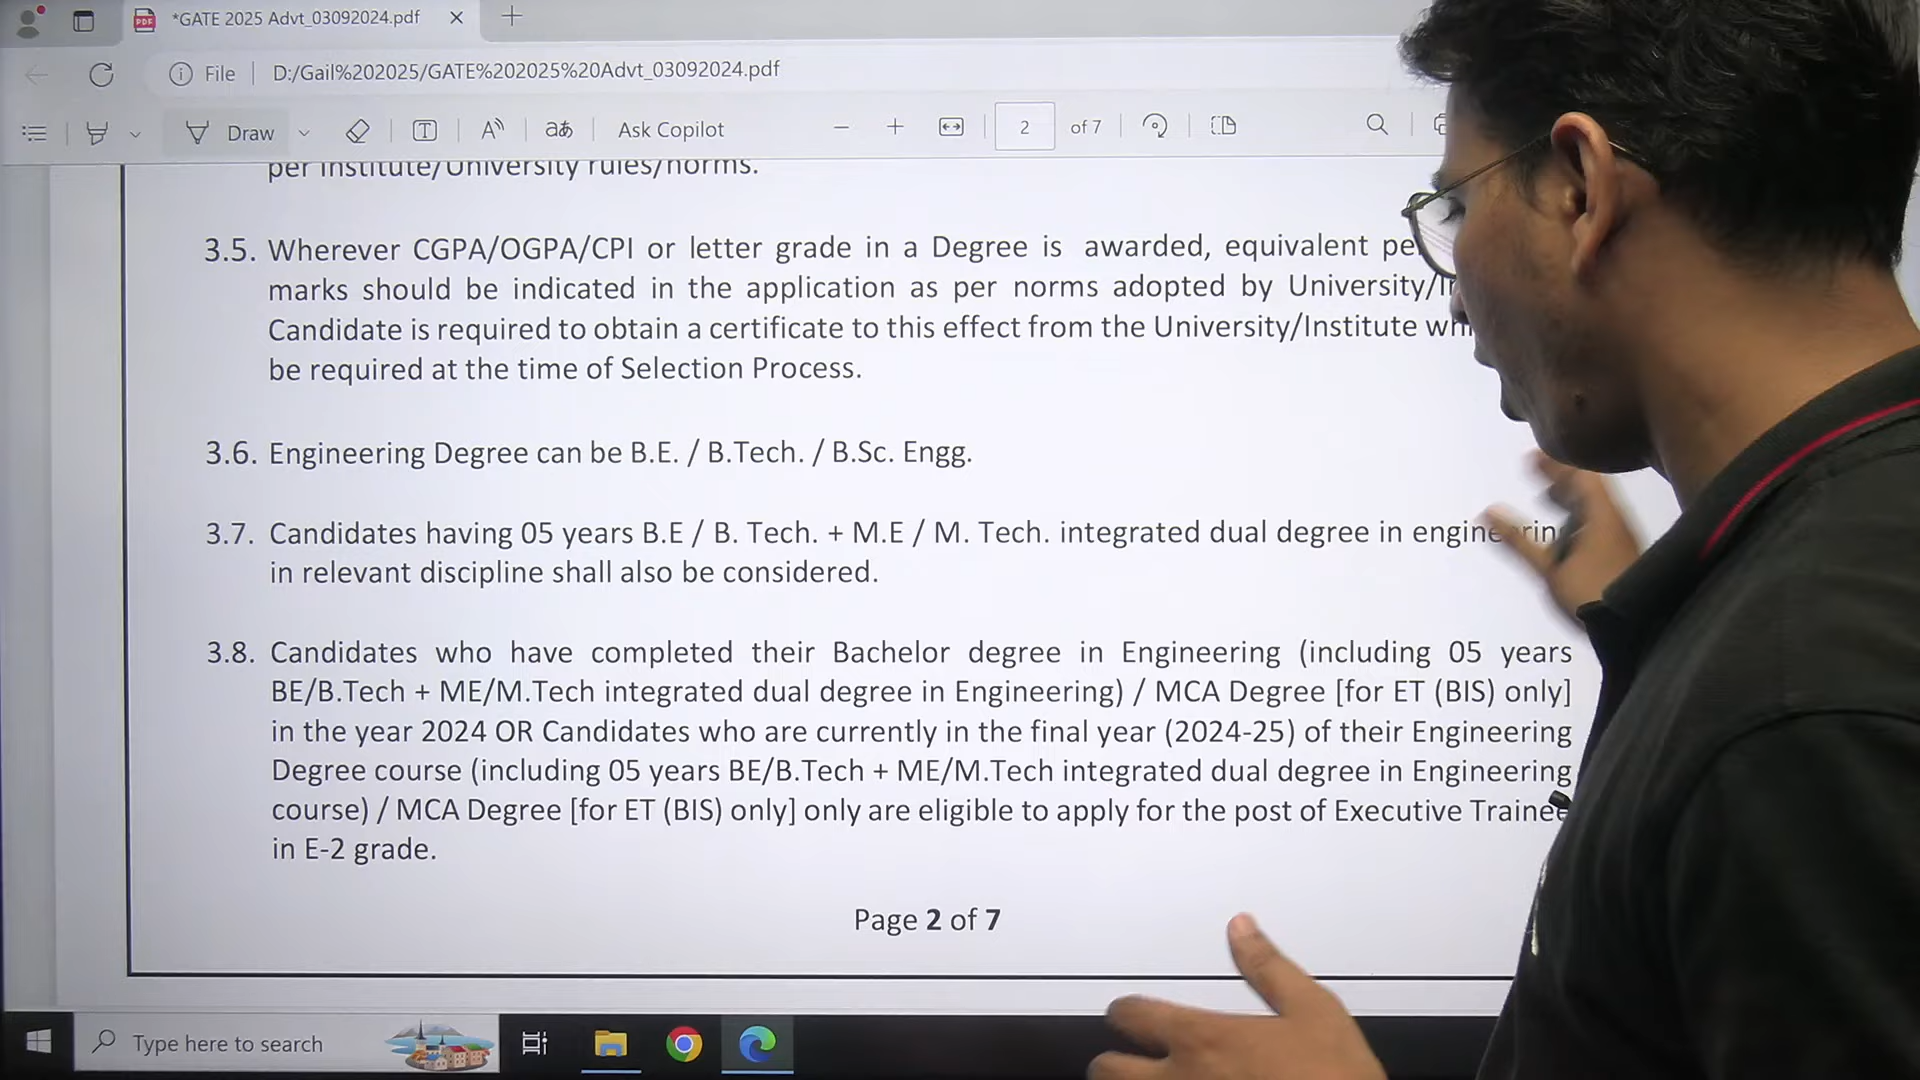 *GATE 2025 Advt_03092024.pdf
File
D:/Gail%202025/GATE%202025%20Advt_03092024.pdf
Draw
Ask Copilot
2 of 7
per Institute/University rules/norms.
3.5. Wherever CGPA/OGPA/CPI or letter grade in a Degree is awarded, equivalent
marks should be indicated in the application as per norms adopted by
Candidate is required to obtain a certificate to this effect from the University/Institute
be required at the time of Selection Process.
3.6. Engineering Degree can be B.E. / B.Tech. / B.Sc. Engg.
3.7. Candidates having 05 years B.E / B. Tech. + M.E / M. Tech. integrated dual degree in engineering
in relevant discipline shall also be considered.
3.8. Candidates who have completed their Bachelor degree in Engineering (including 05 years
BE/B.Tech + ME/M.Tech integrated dual degree in Engineering) / MCA Degree [for ET (BIS) only]
in the year 2024 OR Candidates who are currently in the final year (2024-25) of their Engineering
Degree course (including 05 years BE/B.Tech + ME/M.Tech integrated dual degree in Engineering
course) / MCA Degree [for ET (BIS) only] only are eligible to apply for the post of Executive Trainee
in E-2 grade.
Page 2 of 7
Type here to search